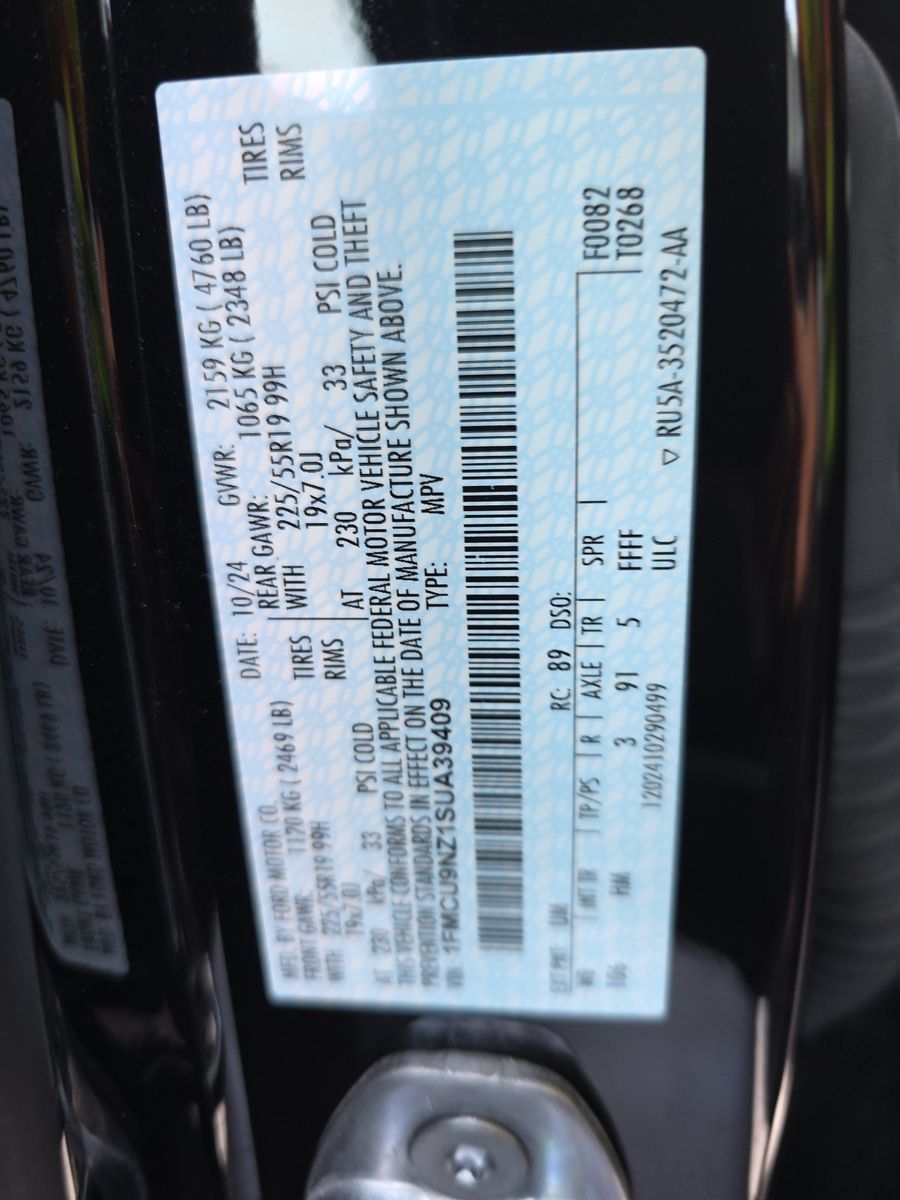 MFD. BY FORD MOTOR CO.
DATE: 10/24 GVWR: 2159 KG ( 4760 LB)
FRONT GAWR: 1120 KG ( 2469 LB) REAR GAWR: 1065 KG ( 2348 LB)
WITH 225/55R19 99H TIRES WITH 225/55R19 99H TIRES
19x7.0J RIMS 19x7.0J RIMS
AT 230 kPa/ 33 PSI COLD AT 230 kPa/ 33 PSI COLD
THIS VEHICLE CONFORMS TO ALL APPLICABLE FEDERAL MOTOR VEHICLE SAFETY AND THEFT
PREVENTION STANDARDS IN EFFECT ON THE DATE OF MANUFACTURE SHOWN ABOVE.
VIN: 1FMCU9NZ1SUA39409 TYPE: MPV
EXT PNT: RC: 89 DSO:
WB INT TR TP/PS R AXLE TR SPR F0082
106 HM 3 91 5 FFFF T0268
1202410290499 ULC
▽ RU5A-3520472-AA